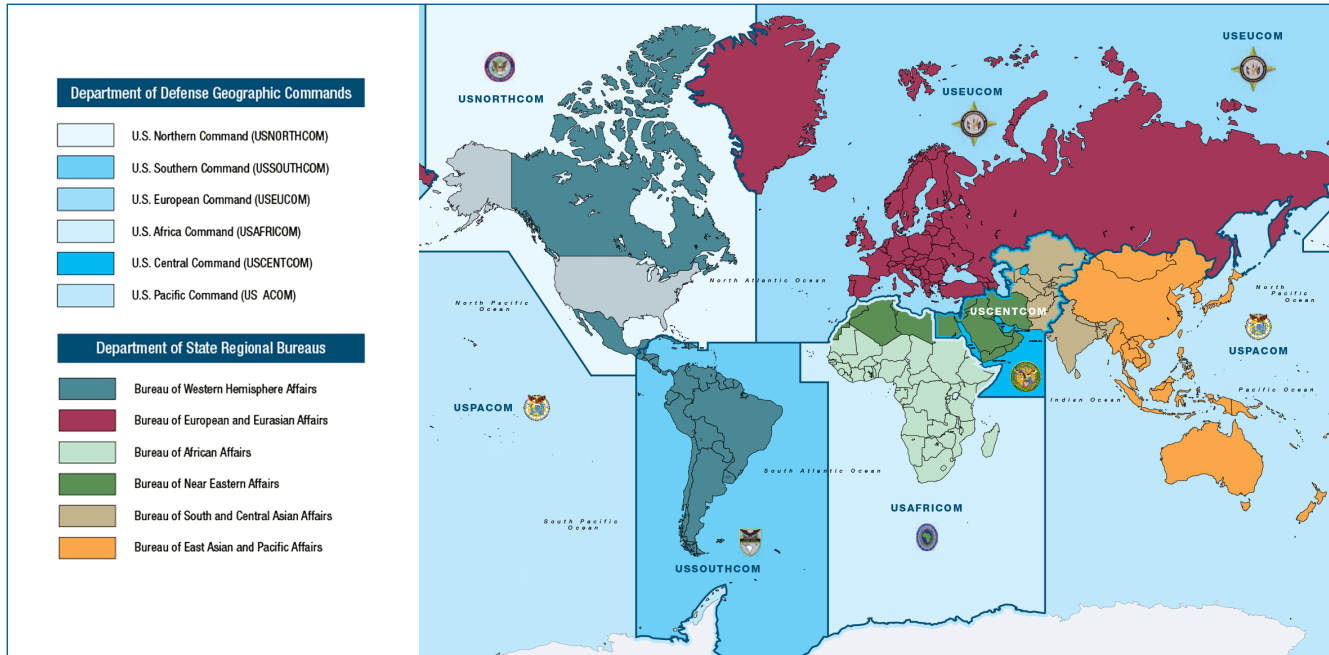 Department of Defense Geographic Commands
U.S. Northern Command (USNORTHCOM)
U.S. Southern Command (USSOUTHCOM)
U.S. European Command (USEUCOM)
U.S. Africa Command (USAFRICOM)
U.S. Central Command (USCENTCOM)
U.S. Pacific Command (US ACOM)
Department of State Regional Bureaus
Bureau of Western Hemisphere Affairs
Bureau of European and Eurasian Affairs
Bureau of African Affairs
Bureau of Near Eastern Affairs
Bureau of South and Central Asian Affairs
Bureau of East Asian and Pacific Affairs
USEUCOM
USNORTHCOM
USEUCOM
North Atlantic Ocean
North Pacific
Ocean
North
Pacific
Ocean
USCENTCOM
USPACOM
Pacific Ocean
Indian Ocean
USPACOM
South Atlantic Ocean
USAFRICOM
South Pacific
Ocean
USSOUTHCOM